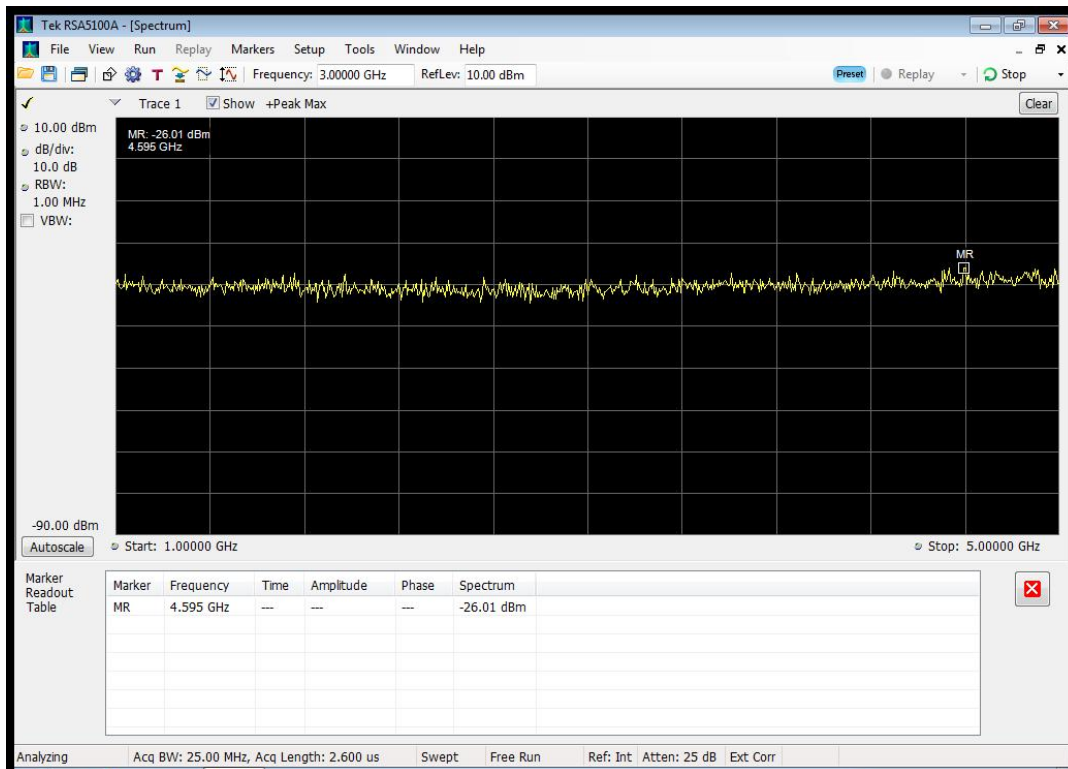 Tek RSA5100A - [Spectrum]
File View Run Replay Markers Setup Tools Window Help
T Frequency: 3.00000 GHz RefLev: 10.00 dBm Preset Replay Stop
Trace 1 Show +Peak Max Clear
10.00 dBm
dB/div:
10.0 dB
RBW:
1.00 MHz
VBW:
MR: -26.01 dBm
4.595 GHz
MR
-90.00 dBm
Autoscale Start: 1.00000 GHz Stop: 5.00000 GHz
Marker
Readout
Table
Marker Frequency Time Amplitude Phase Spectrum
MR 4.595 GHz --- --- --- -26.01 dBm
Analyzing Acq BW: 25.00 MHz, Acq Length: 2.600 us Swept Free Run Ref: Int Atten: 25 dB Ext Corr